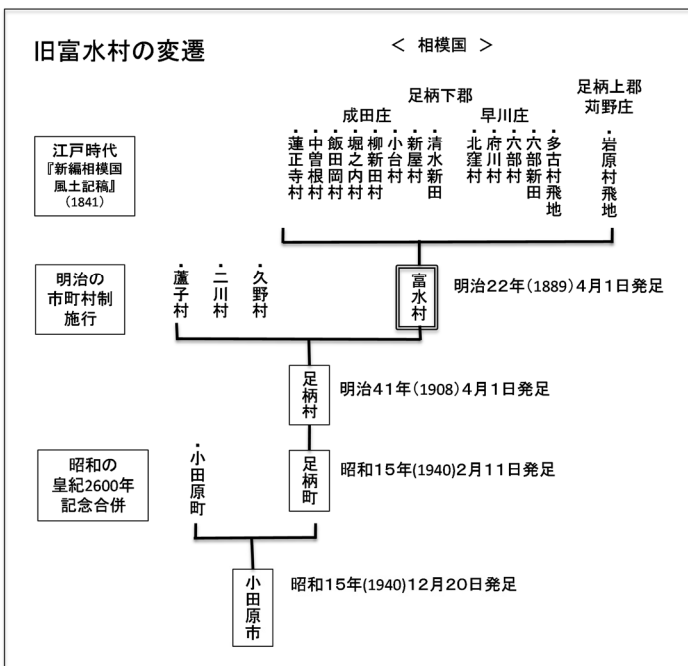 旧富水村の変遷
＜ 相模国 ＞
足柄下郡
足柄上郡
苅野庄
成田庄
早川庄
江戸時代
『新編相模国
風土記稿』
（1841）
・蓮正寺村
・中曽根村
・飯田岡村
・堀之内村
・柳新田村
・小台村
・新屋村
・清水新田
・北窪村
・府川村
・穴部村
・穴部新田
・多古村飛地
・岩原村飛地
明治の
市町村制
施行
・蘆子村
・二川村
・久野村
富水村
明治22年（1889）4月1日発足
足柄村
明治41年（1908）4月1日発足
昭和の
皇紀2600年
記念合併
・小田原町
足柄町
昭和15年(1940)2月11日発足
小田原市
昭和15年(1940)12月20日発足